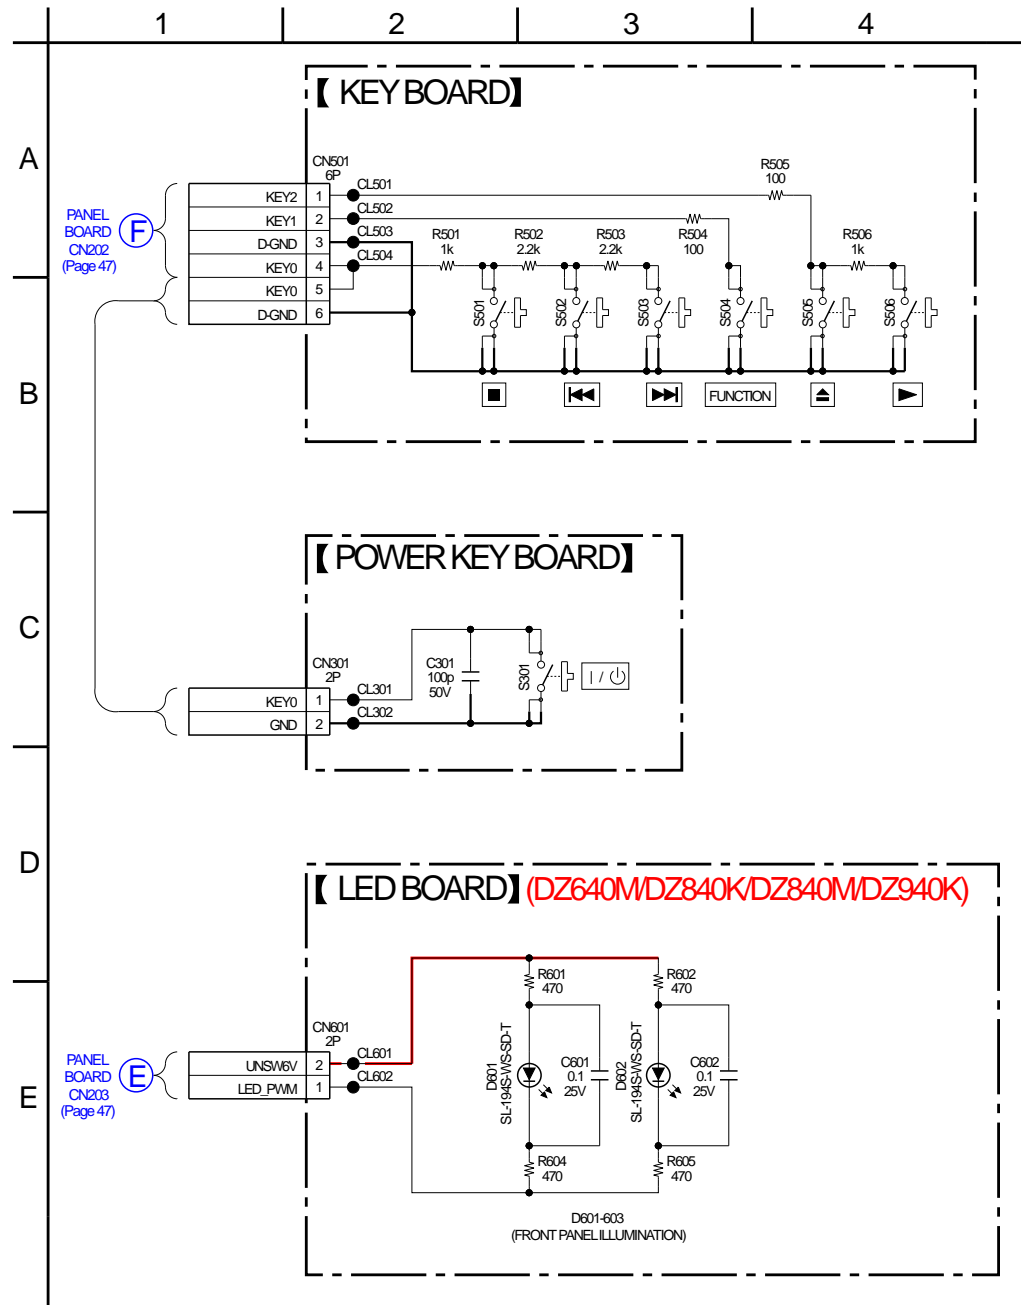 1 2 3 4
A
B
C
D
E
【 KEY BOARD】
CN501
6P
PANEL
BOARD
CN202
(Page 47)
F
KEY2 1 CL501
KEY1 2 CL502
D-GND 3 CL503
KEY0 4 CL504
KEY0 5
D-GND 6
R501
1k
R502
2.2k
R503
2.2k
R504
100
R505
100
R506
1k
S501
S502
S503
S504
S505
S506
FUNCTION
【 POWER KEY BOARD】
CN301
2P
KEY0 1 CL301
GND 2 CL302
C301
100p
50V
S301
I / ⏻
【 LED BOARD】 (DZ640M/DZ840K/DZ840M/DZ940K)
PANEL
BOARD
CN203
(Page 47)
E
CN601
2P
UNSW6V 2 CL601
LED_PWM 1 CL602
R601
470
R602
470
D601
SL-194S-WS-SD-T
C601
0.1
25V
D602
SL-194S-WS-SD-T
C602
0.1
25V
R604
470
R605
470
D601-603
(FRONT PANEL ILLUMINATION)